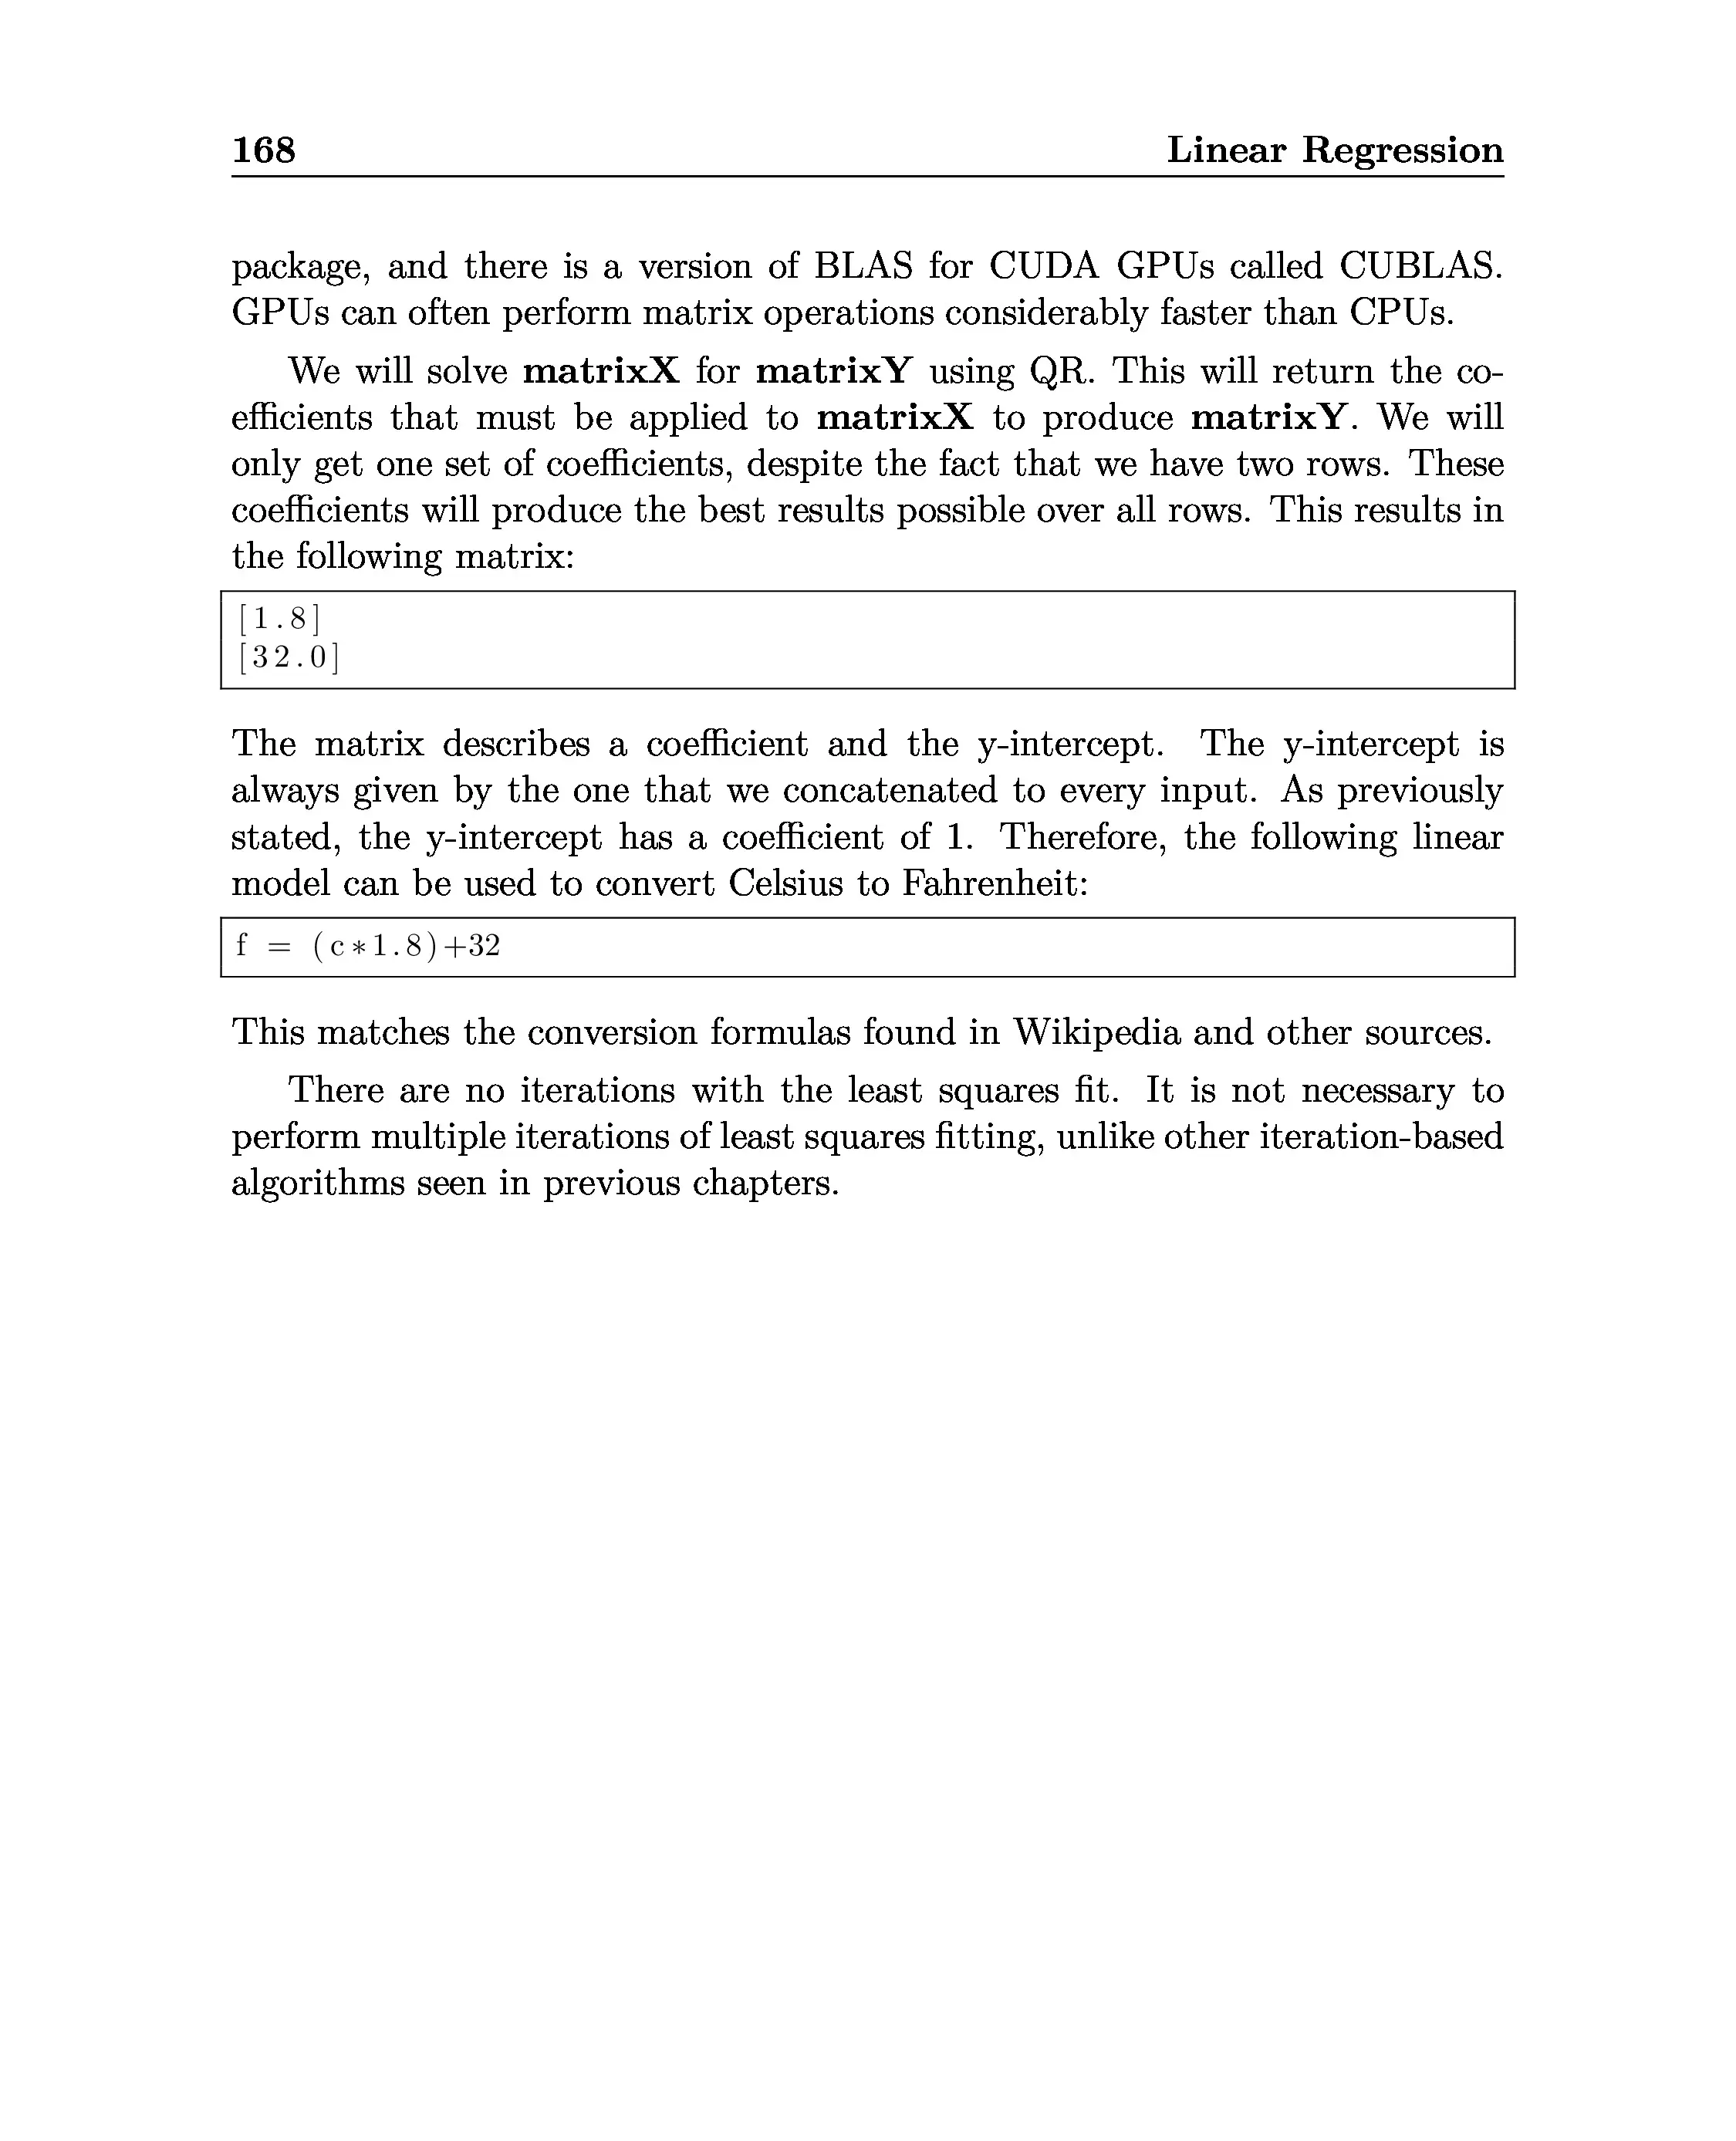 168 Linear Regression
package, and there is a version of BLAS for CUDA GPUs called CUBLAS.
GPUs can often perform matrix operations considerably faster than CPUs.
We will solve matrixX for matrixY using QR. This will return the co-
efficients that must be applied to matrixX to produce matrixY. We will
only get one set of coefficients, despite the fact that we have two rows. These
coefficients will produce the best results possible over all rows. This results in
the following matrix:
[1.8]
[32.0]
The matrix describes a coefficient and the y-intercept. The y-intercept is
always given by the one that we concatenated to every input. As previously
stated, the y-intercept has a coefficient of 1. Therefore, the following linear
model can be used to convert Celsius to Fahrenheit:
f = (c*1.8)+32
This matches the conversion formulas found in Wikipedia and other sources.
There are no iterations with the least squares fit. It is not necessary to
perform multiple iterations of least squares fitting, unlike other iteration-based
algorithms seen in previous chapters.